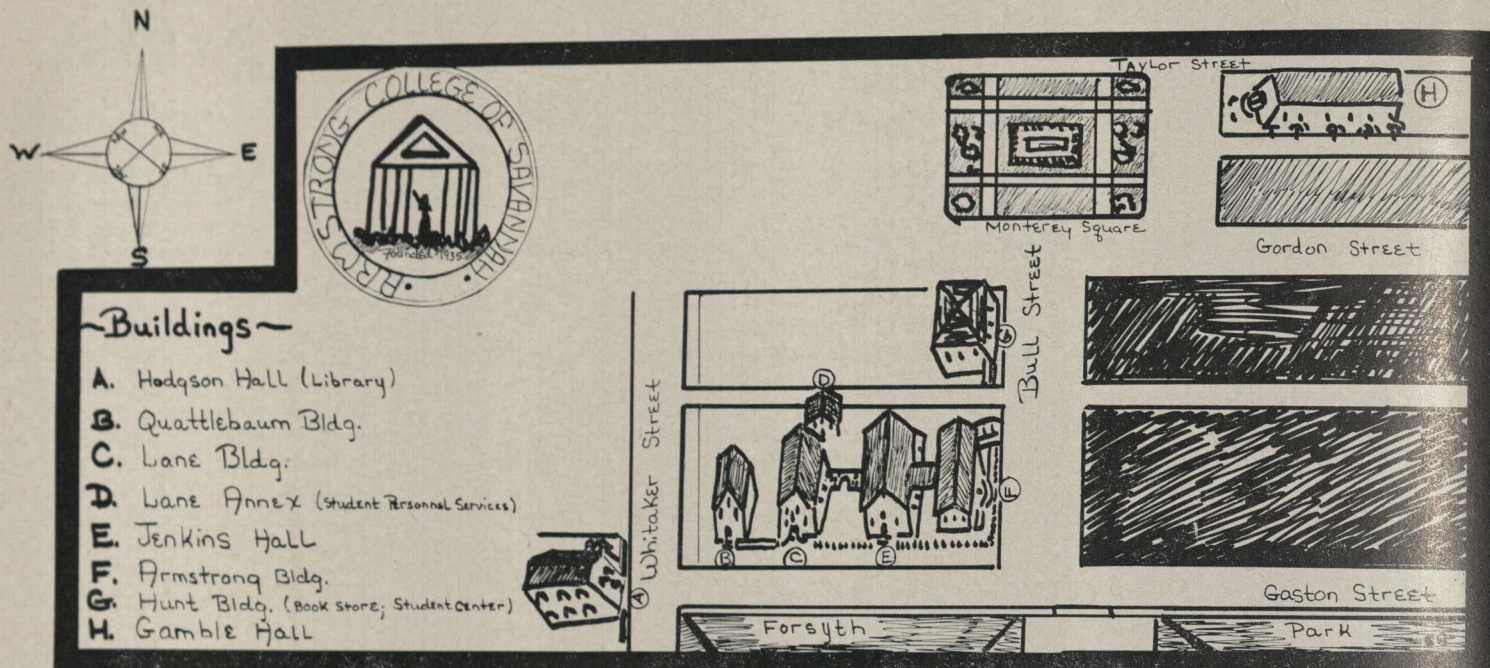 N
W
E
S
ARMSTRONG COLLEGE OF SAVANNAH
Founded 1935
Taylor Street
H
Monterey Square
Gordon Street
Bull Street
G
~Buildings~
A. Hodgson Hall (Library)
B. Quattlebaum Bldg.
C. Lane Bldg.
D. Lane Annex (Student Personnal Services)
E. Jenkins Hall
F. Armstrong Bldg.
G. Hunt Bldg. (Book Store; Student Center)
H. Gamble Hall
Whitaker Street
A
D
F
B
C
E
Gaston Street
Forsyth Park